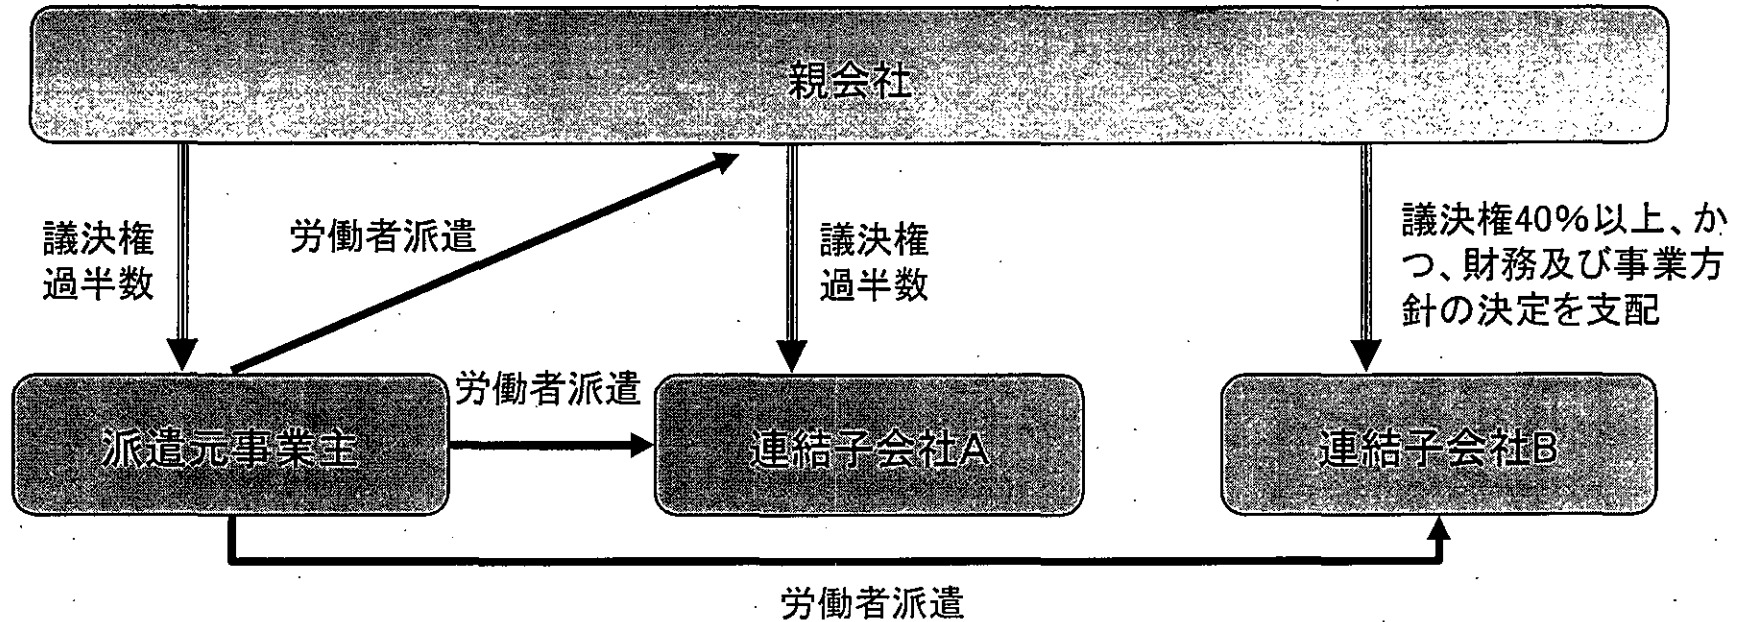 親会社
議決権
過半数
労働者派遣
議決権
過半数
議決権40%以上、か
つ、財務及び事業方
針の決定を支配
労働者派遣
派遣元事業主
連結子会社A
連結子会社B
労働者派遣